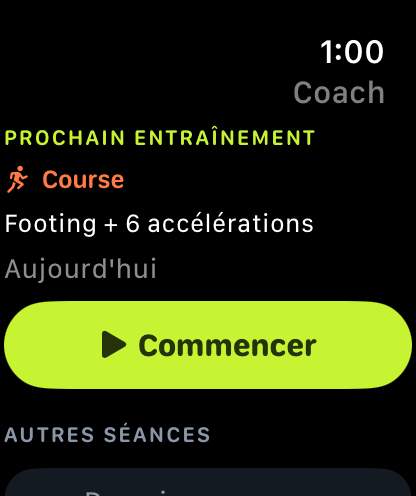 1:00
Coach
PROCHAIN ENTRAÎNEMENT
Course
Footing + 6 accélérations
Aujourd'hui
Commencer
AUTRES SÉANCES